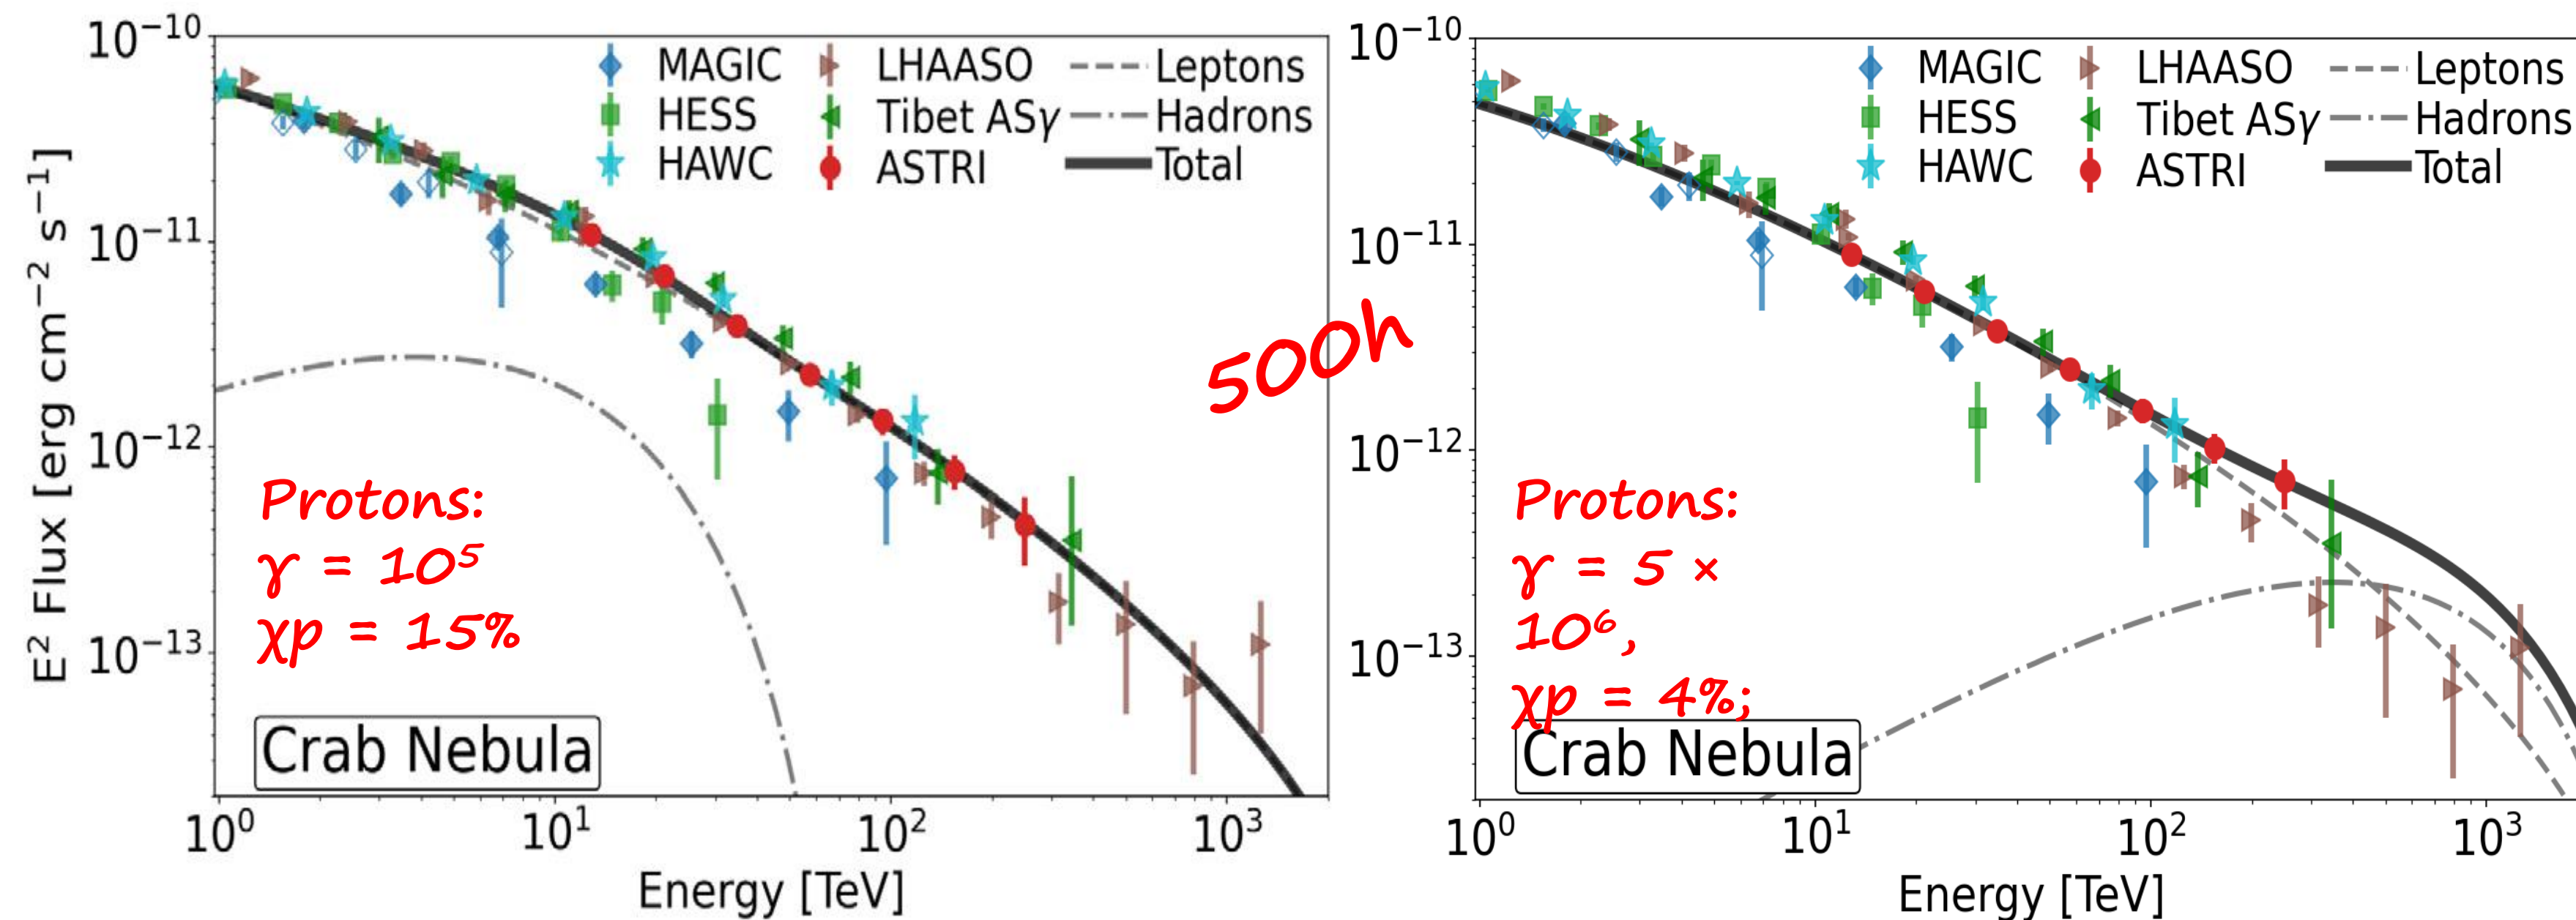 10⁻¹⁰
10⁻¹¹
10⁻¹²
10⁻¹³
E² Flux [erg cm⁻² s⁻¹]
MAGIC
HESS
HAWC
LHAASO
Tibet ASγ
ASTRI
Leptons
Hadrons
Total
Protons:
γ = 10⁵
χp = 15%
Crab Nebula
10⁰
10¹
10²
10³
Energy [TeV]
500h
10⁻¹⁰
10⁻¹¹
10⁻¹²
10⁻¹³
MAGIC
HESS
HAWC
LHAASO
Tibet ASγ
ASTRI
Leptons
Hadrons
Total
Protons:
γ = 5 ×
10⁶,
χp = 4%;
Crab Nebula
10⁰
10¹
10²
10³
Energy [TeV]